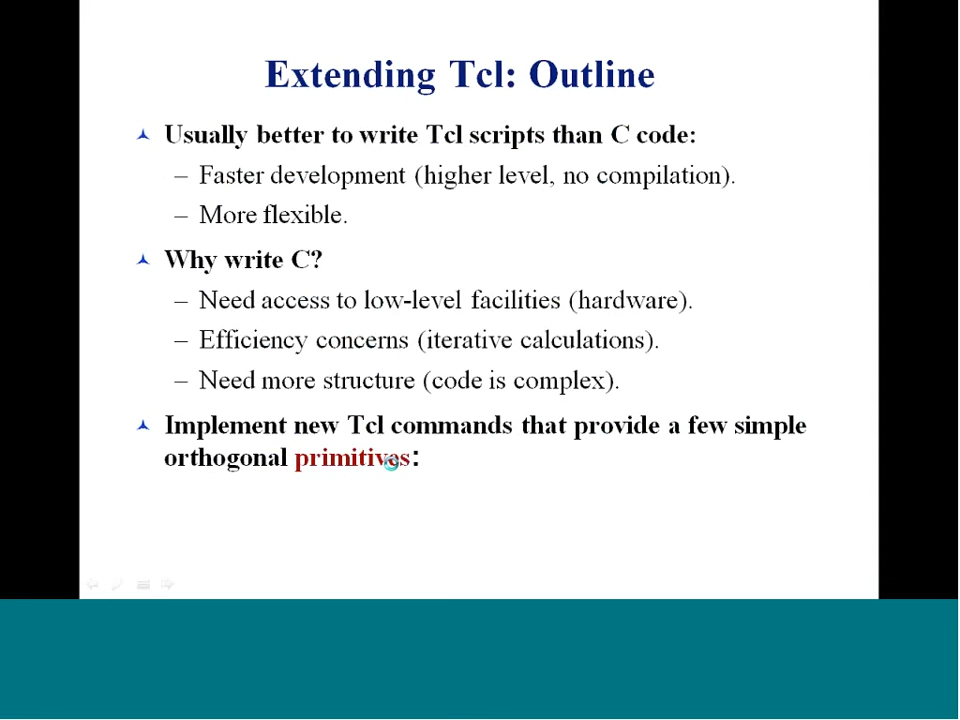 Extending Tcl: Outline
Usually better to write Tcl scripts than C code:
– Faster development (higher level, no compilation).
– More flexible.
Why write C?
– Need access to low-level facilities (hardware).
– Efficiency concerns (iterative calculations).
– Need more structure (code is complex).
Implement new Tcl commands that provide a few simple
orthogonal primitives: